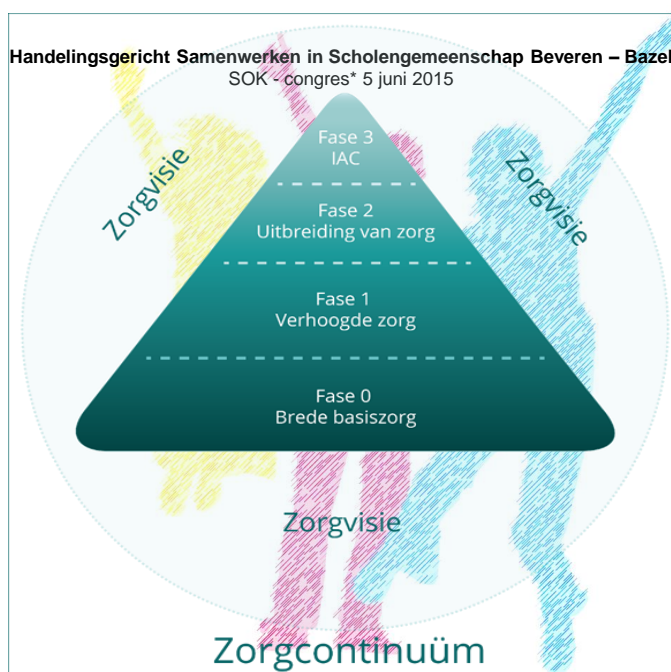 Handelingsgericht Samenwerken in Scholengemeenschap Beveren – Bazel
SOK - congres* 5 juni 2015
Fase 3
IAC
Zorgvisie
Zorgvisie
Fase 2
Uitbreiding van zorg
Fase 1
Verhoogde zorg
Fase 0
Brede basiszorg
Zorgvisie
Zorgcontinuüm